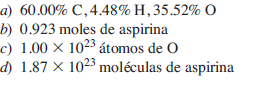 a) 60.00% C, 4.48% H, 35.52% O
b) 0.923 moles de aspirina
c) 1.00 × 10²³ átomos de O
d) 1.87 × 10²³ moléculas de aspirina